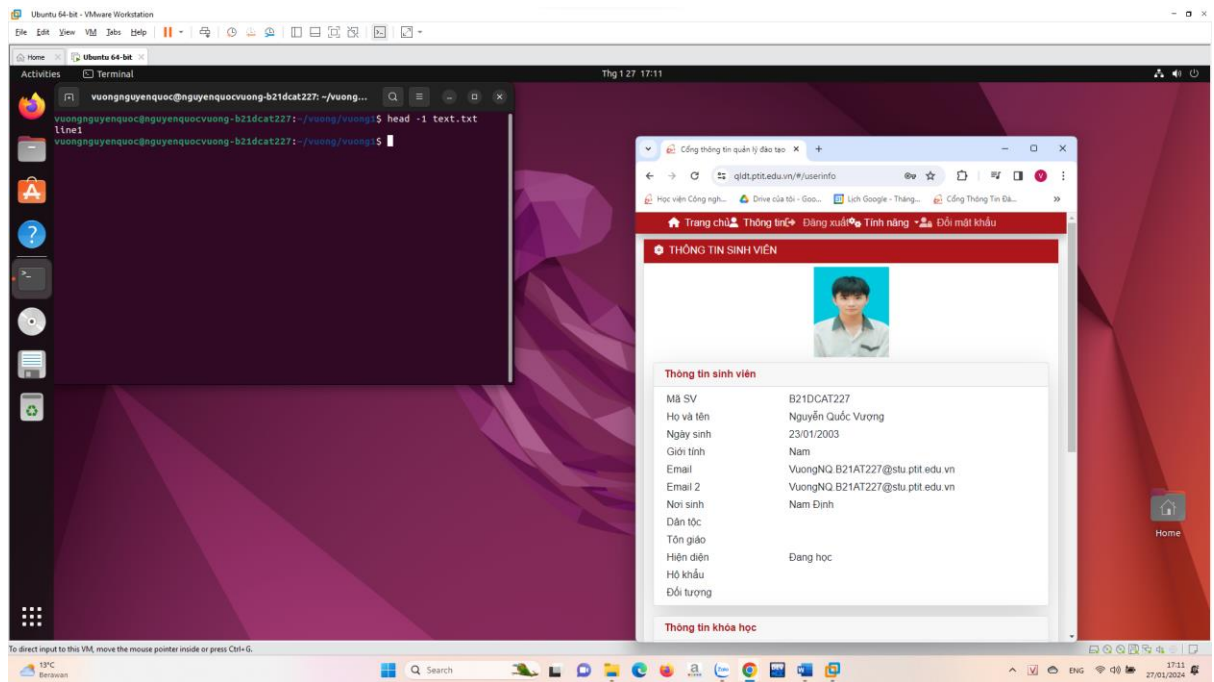 Ubuntu 64-bit - VMware Workstation
File Edit View VM Tabs Help
Home Ubuntu 64-bit
Activities Terminal Thg 1 27 17:11
vuongnguyenquoc@nguyenquocvuong-b21dcat227: ~/vuong...
vuongnguyenquoc@nguyenquocvuong-b21dcat227:~/vuong/vuong1$ head -1 text.txt
line1
vuongnguyenquoc@nguyenquocvuong-b21dcat227:~/vuong/vuong1$
Cổng thông tin quản lý đào tạo
qldt.ptit.edu.vn/#/userinfo
V
Học viện Công ngh... Drive của tôi - Goo... Lịch Google - Tháng... Cổng Thông Tin Đà...
Trang chủ Thông tin Đăng xuất Tính năng Đổi mật khẩu
THÔNG TIN SINH VIÊN
Thông tin sinh viên
Mã SV B21DCAT227
Họ và tên Nguyễn Quốc Vượng
Ngày sinh 23/01/2003
Giới tính Nam
Email VuongNQ.B21AT227@stu.ptit.edu.vn
Email 2 VuongNQ.B21AT227@stu.ptit.edu.vn
Nơi sinh Nam Định
Dân tộc
Tôn giáo
Hiện diện Đang học
Hộ khẩu
Đối tượng
Thông tin khóa học
Home
To direct input to this VM, move the mouse pointer inside or press Ctrl+G.
13°C
Berawan
Search
ENG
17:11
27/01/2024